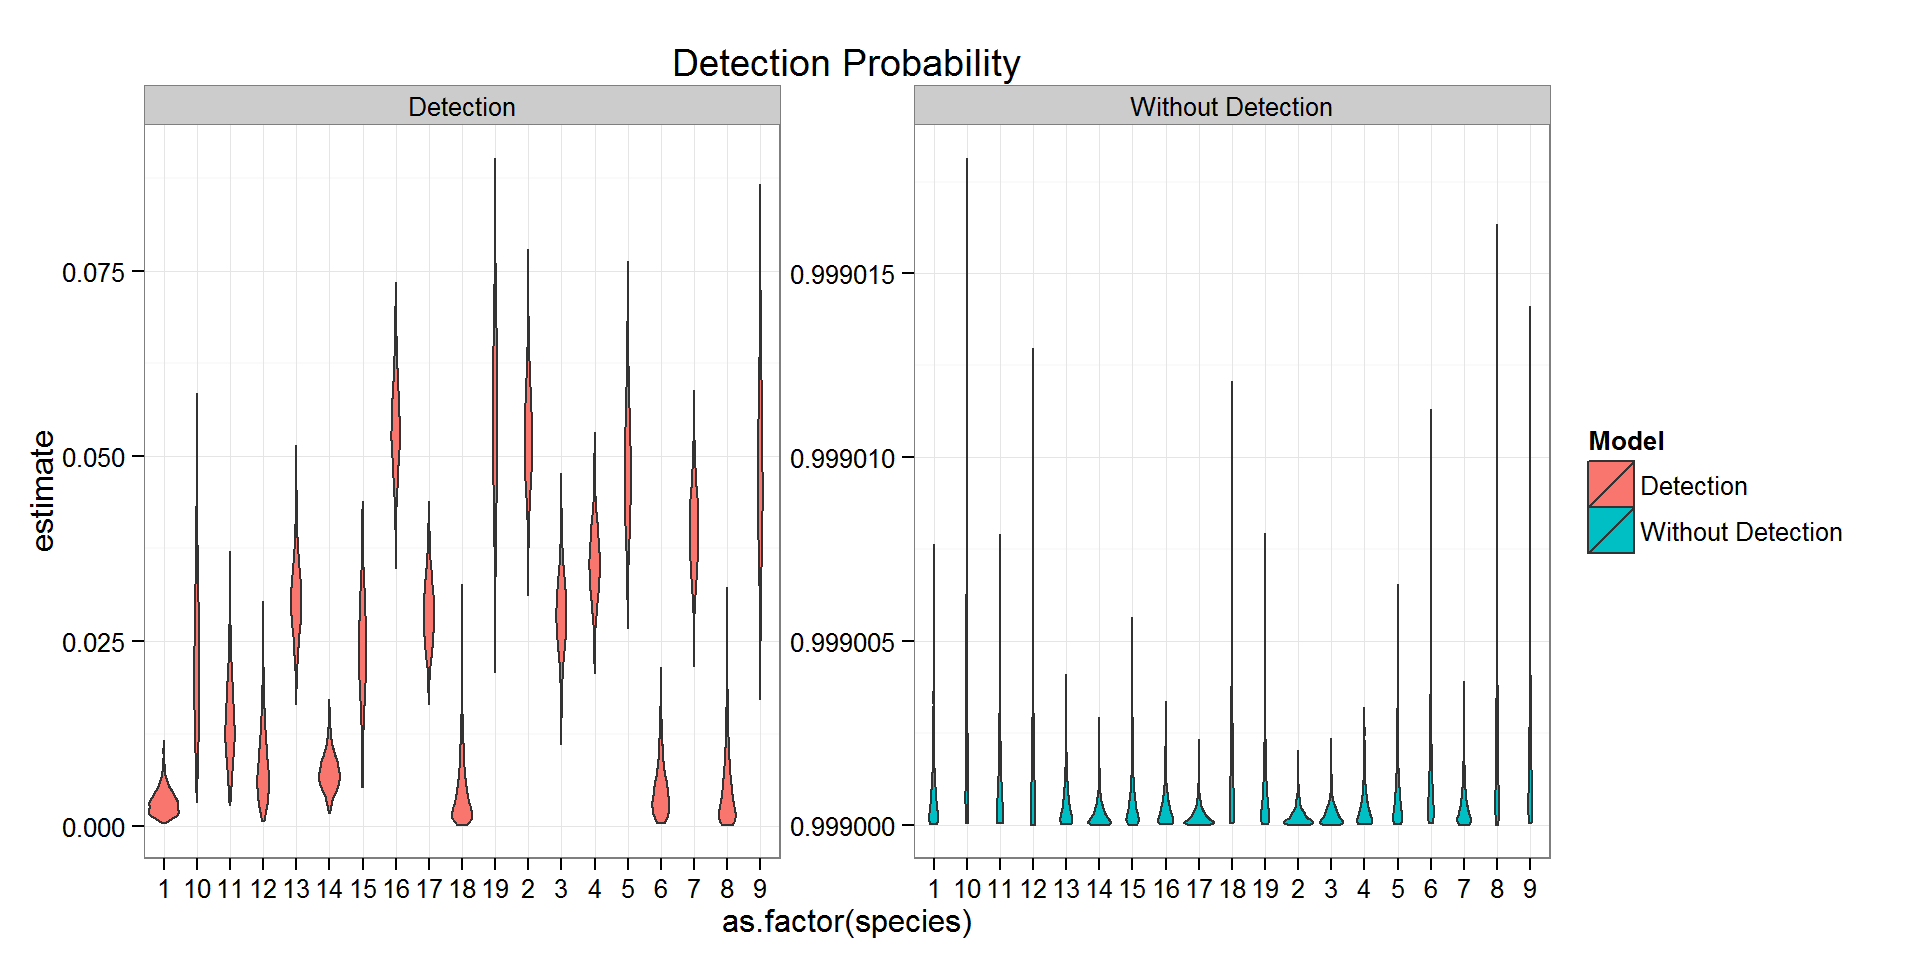 Detection Probability
Detection
Without Detection
estimate
0.075
0.050
0.025
0.000
0.999015
0.999010
0.999005
0.999000
1 10 11 12 13 14 15 16 17 18 19 2 3 4 5 6 7 8 9
1 10 11 12 13 14 15 16 17 18 19 2 3 4 5 6 7 8 9
as.factor(species)
Model
Detection
Without Detection